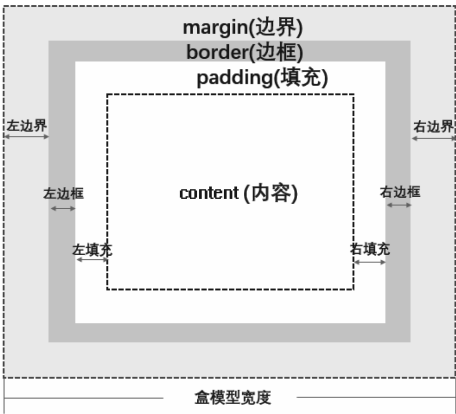 margin(边界)
border(边框)
padding(填充)
左边界
右边界
左边框
content (内容)
右边框
左填充
右填充
盒模型宽度